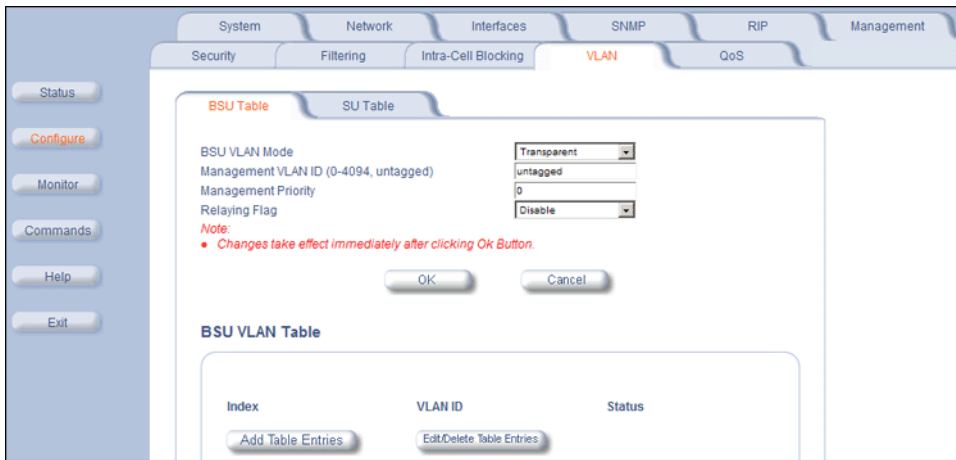 System Network Interfaces SNMP RIP Management
Security Filtering Intra-Cell Blocking VLAN QoS
Status
Configure
Monitor
Commands
Help
Exit
BSU Table SU Table
BSU VLAN Mode Transparent
Management VLAN ID (0-4094, untagged) untagged
Management Priority 0
Relaying Flag Disable
Note:
• Changes take effect immediately after clicking Ok Button.
OK Cancel
BSU VLAN Table
Index VLAN ID Status
Add Table Entries Edit/Delete Table Entries